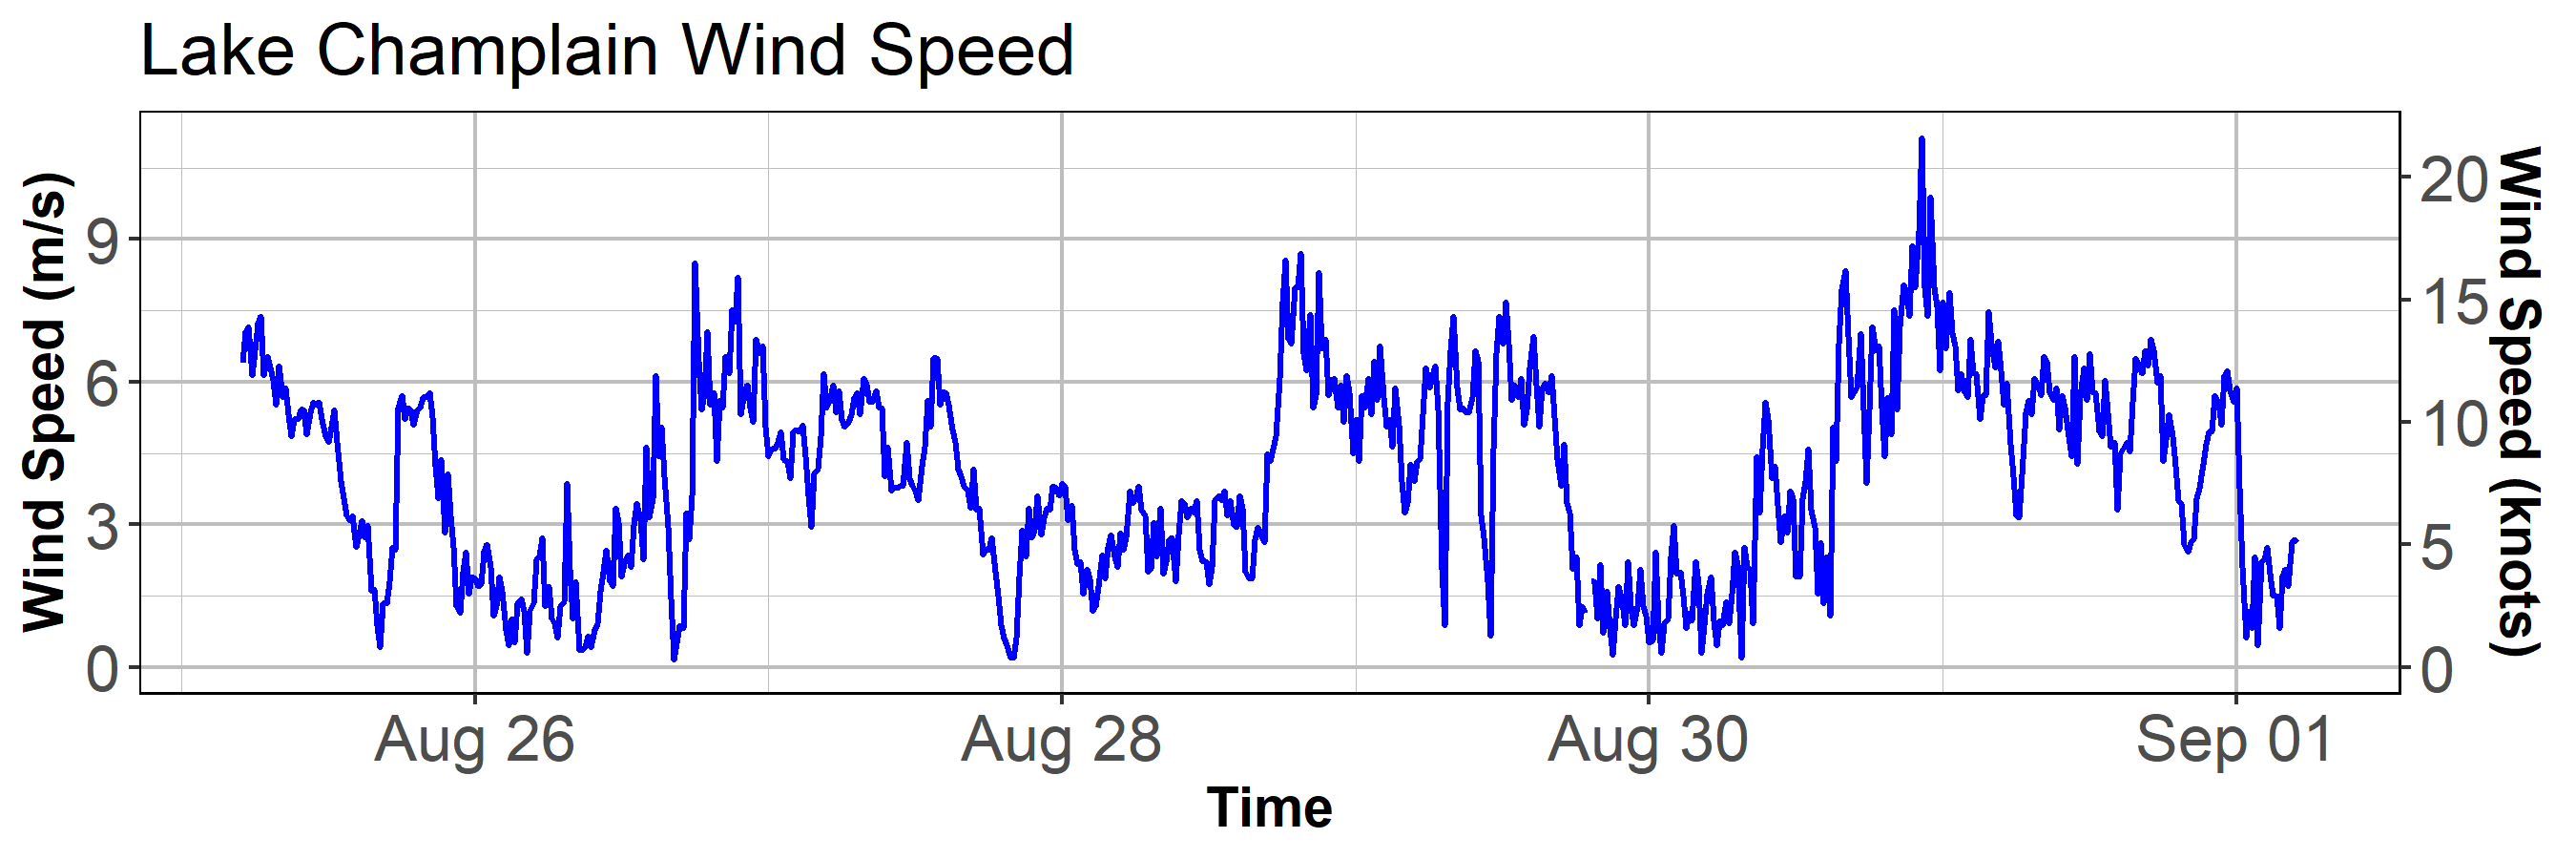 Lake Champlain Wind Speed
Wind Speed (m/s)
9
6
3
0
20
15
10
5
0
Wind Speed (knots)
Aug 26
Aug 28
Aug 30
Sep 01
Time